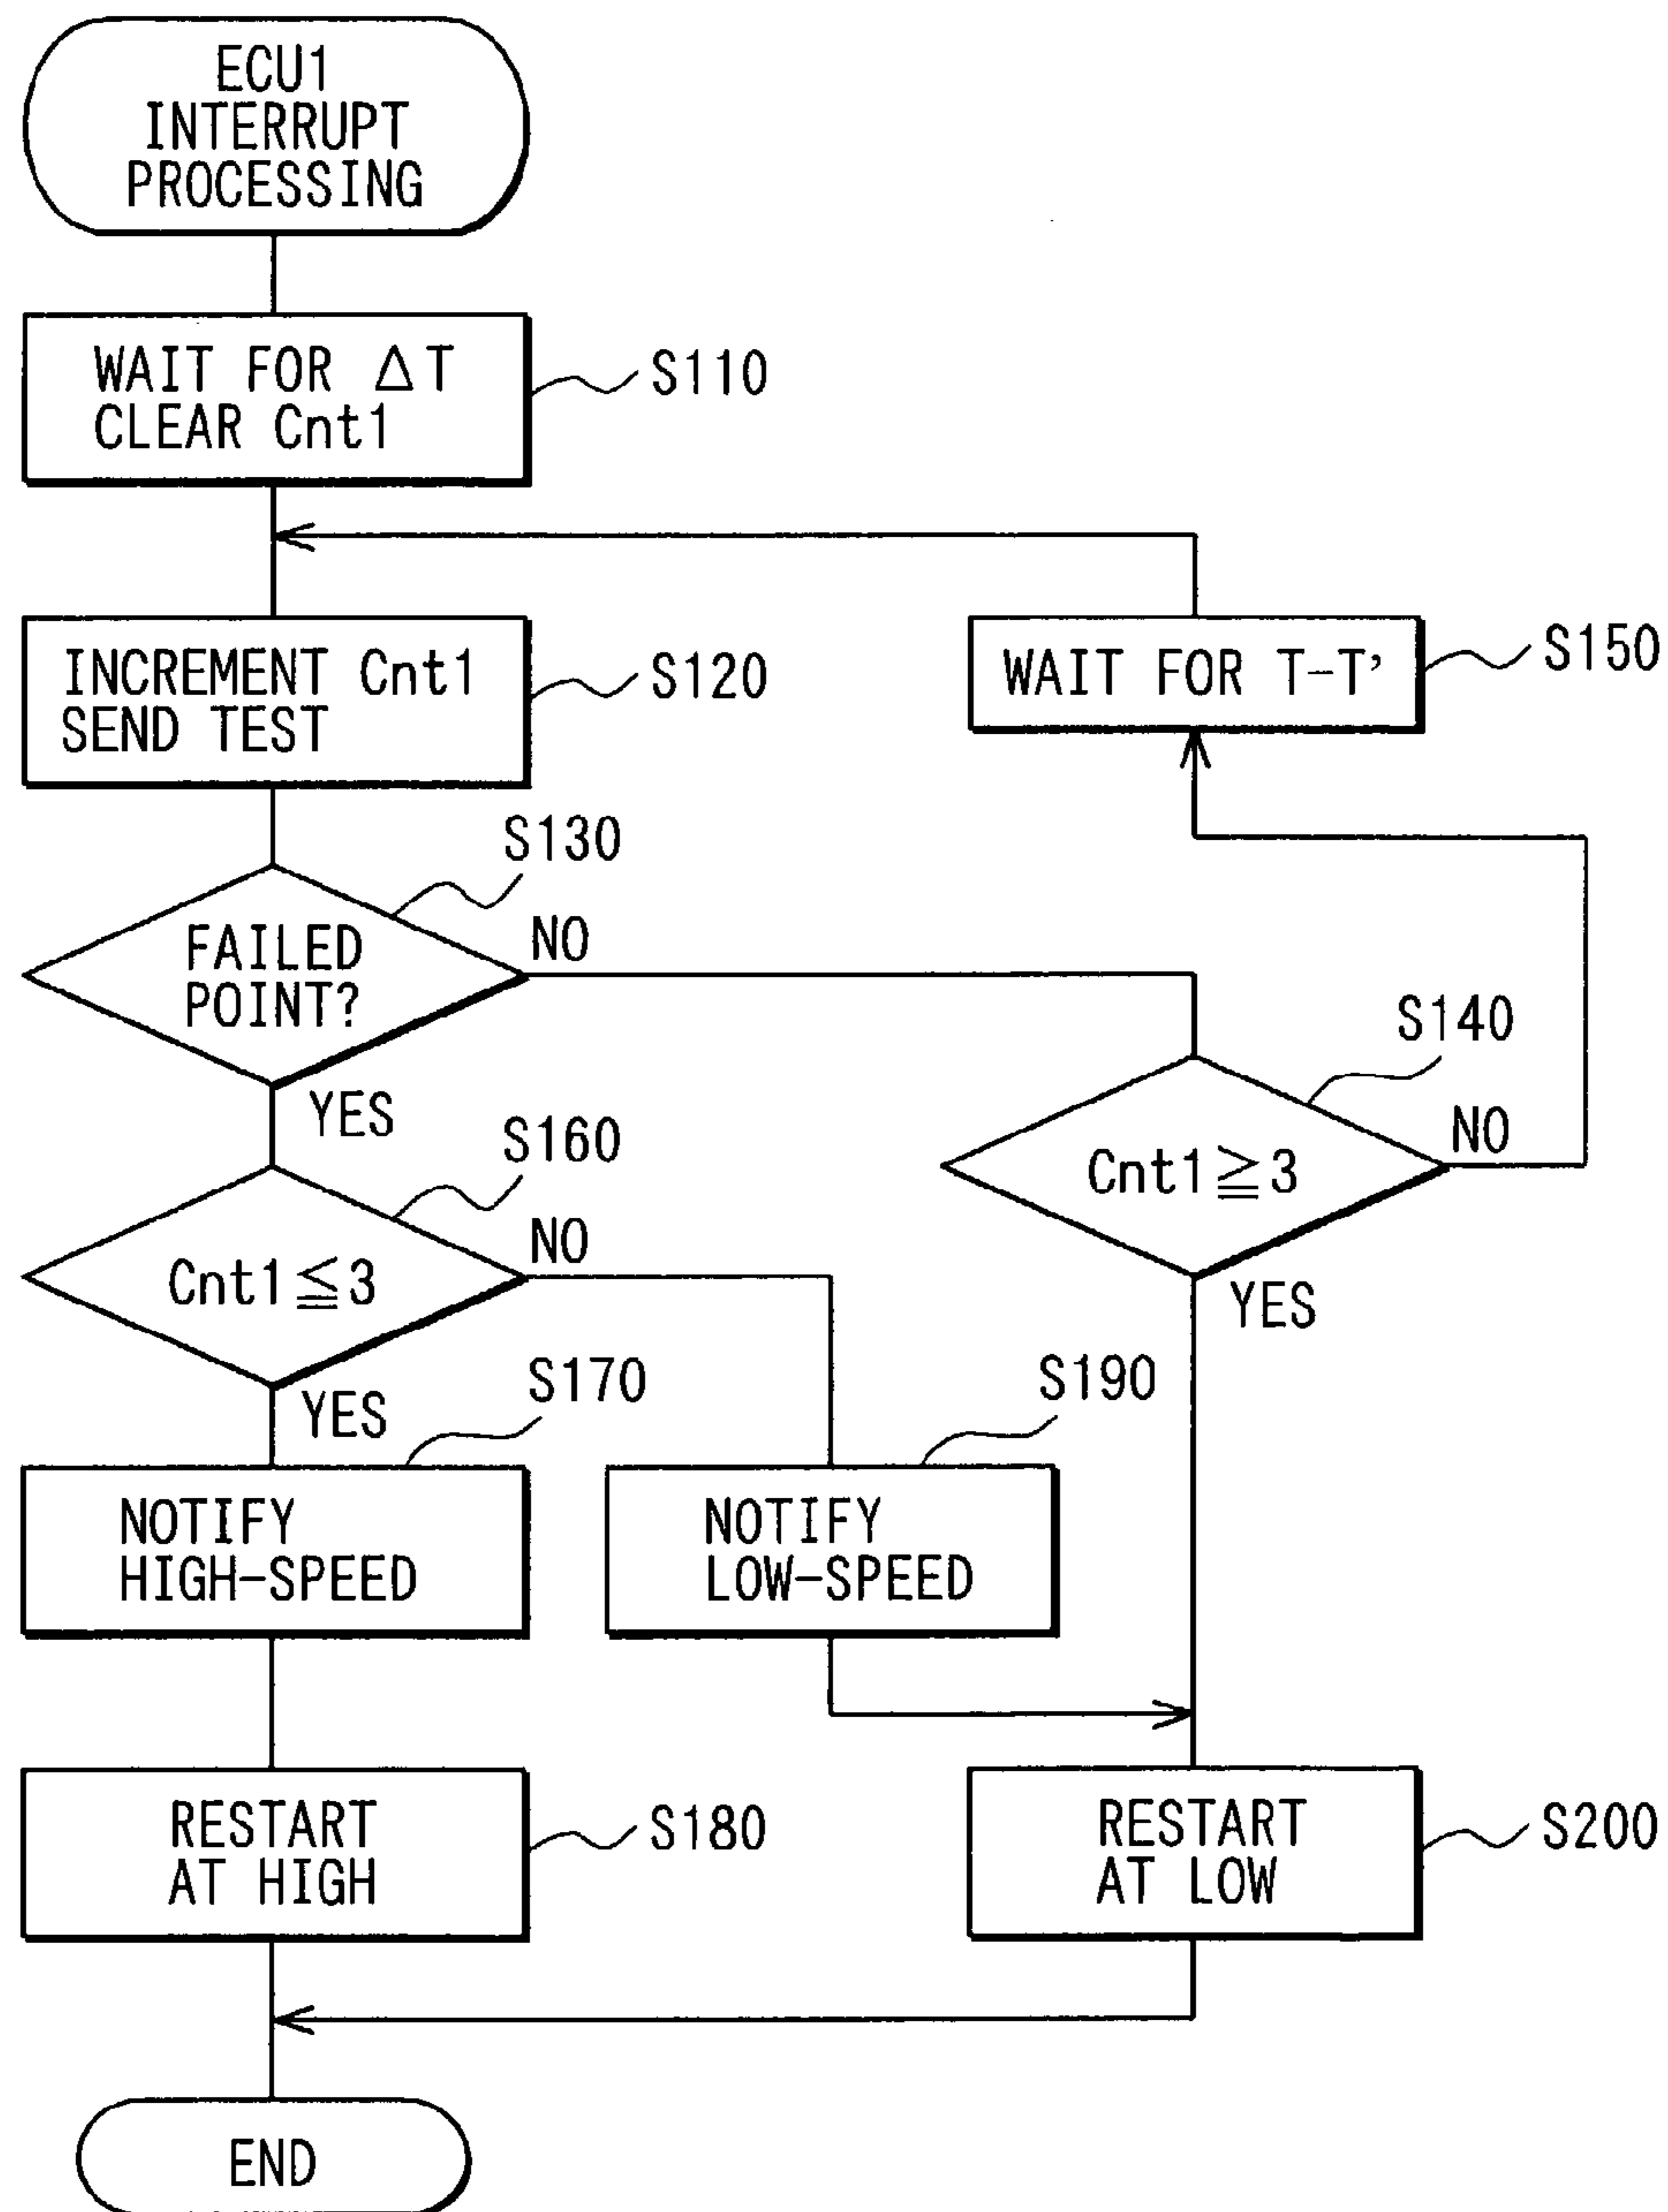 ECU1
INTERRUPT
PROCESSING
WAIT FOR ΔT
CLEAR Cnt1
S110
INCREMENT Cnt1
SEND TEST
S120
WAIT FOR T-T'
S150
S130
FAILED
POINT?
NO
YES
S140
Cnt1≧3
NO
YES
S160
Cnt1≦3
NO
YES
S170
NOTIFY
HIGH-SPEED
S190
NOTIFY
LOW-SPEED
RESTART
AT HIGH
S180
RESTART
AT LOW
S200
END